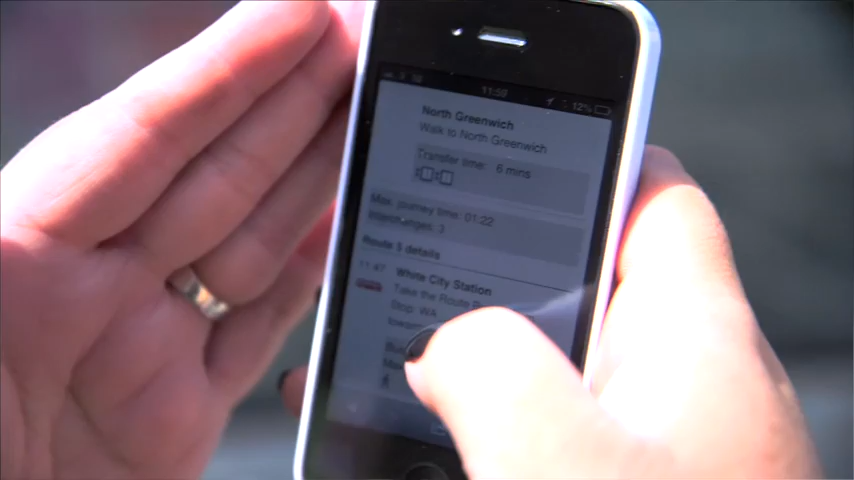 11:59
12%
North Greenwich
Walk to North Greenwich
Transfer time: 6 mins
Max. journey time: 01:22
Interchanges: 3
Route 5 details
11:47
White City Station
Take the Route
Stop: WA
towards